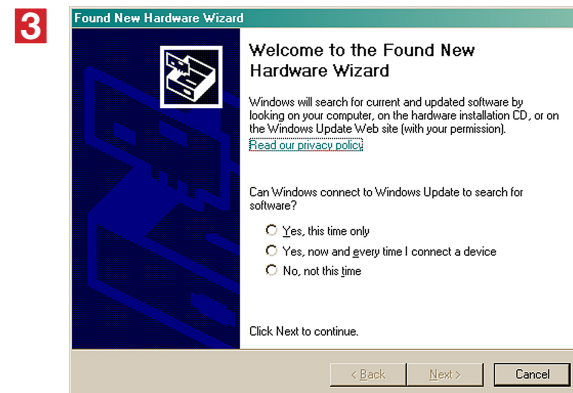 3
Found New Hardware Wizard
Welcome to the Found New
Hardware Wizard
Windows will search for current and updated software by
looking on your computer, on the hardware installation CD, or on
the Windows Update Web site (with your permission).
Read our privacy policy
Can Windows connect to Windows Update to search for
software?
Yes, this time only
Yes, now and every time I connect a device
No, not this time
Click Next to continue.
< Back Next > Cancel